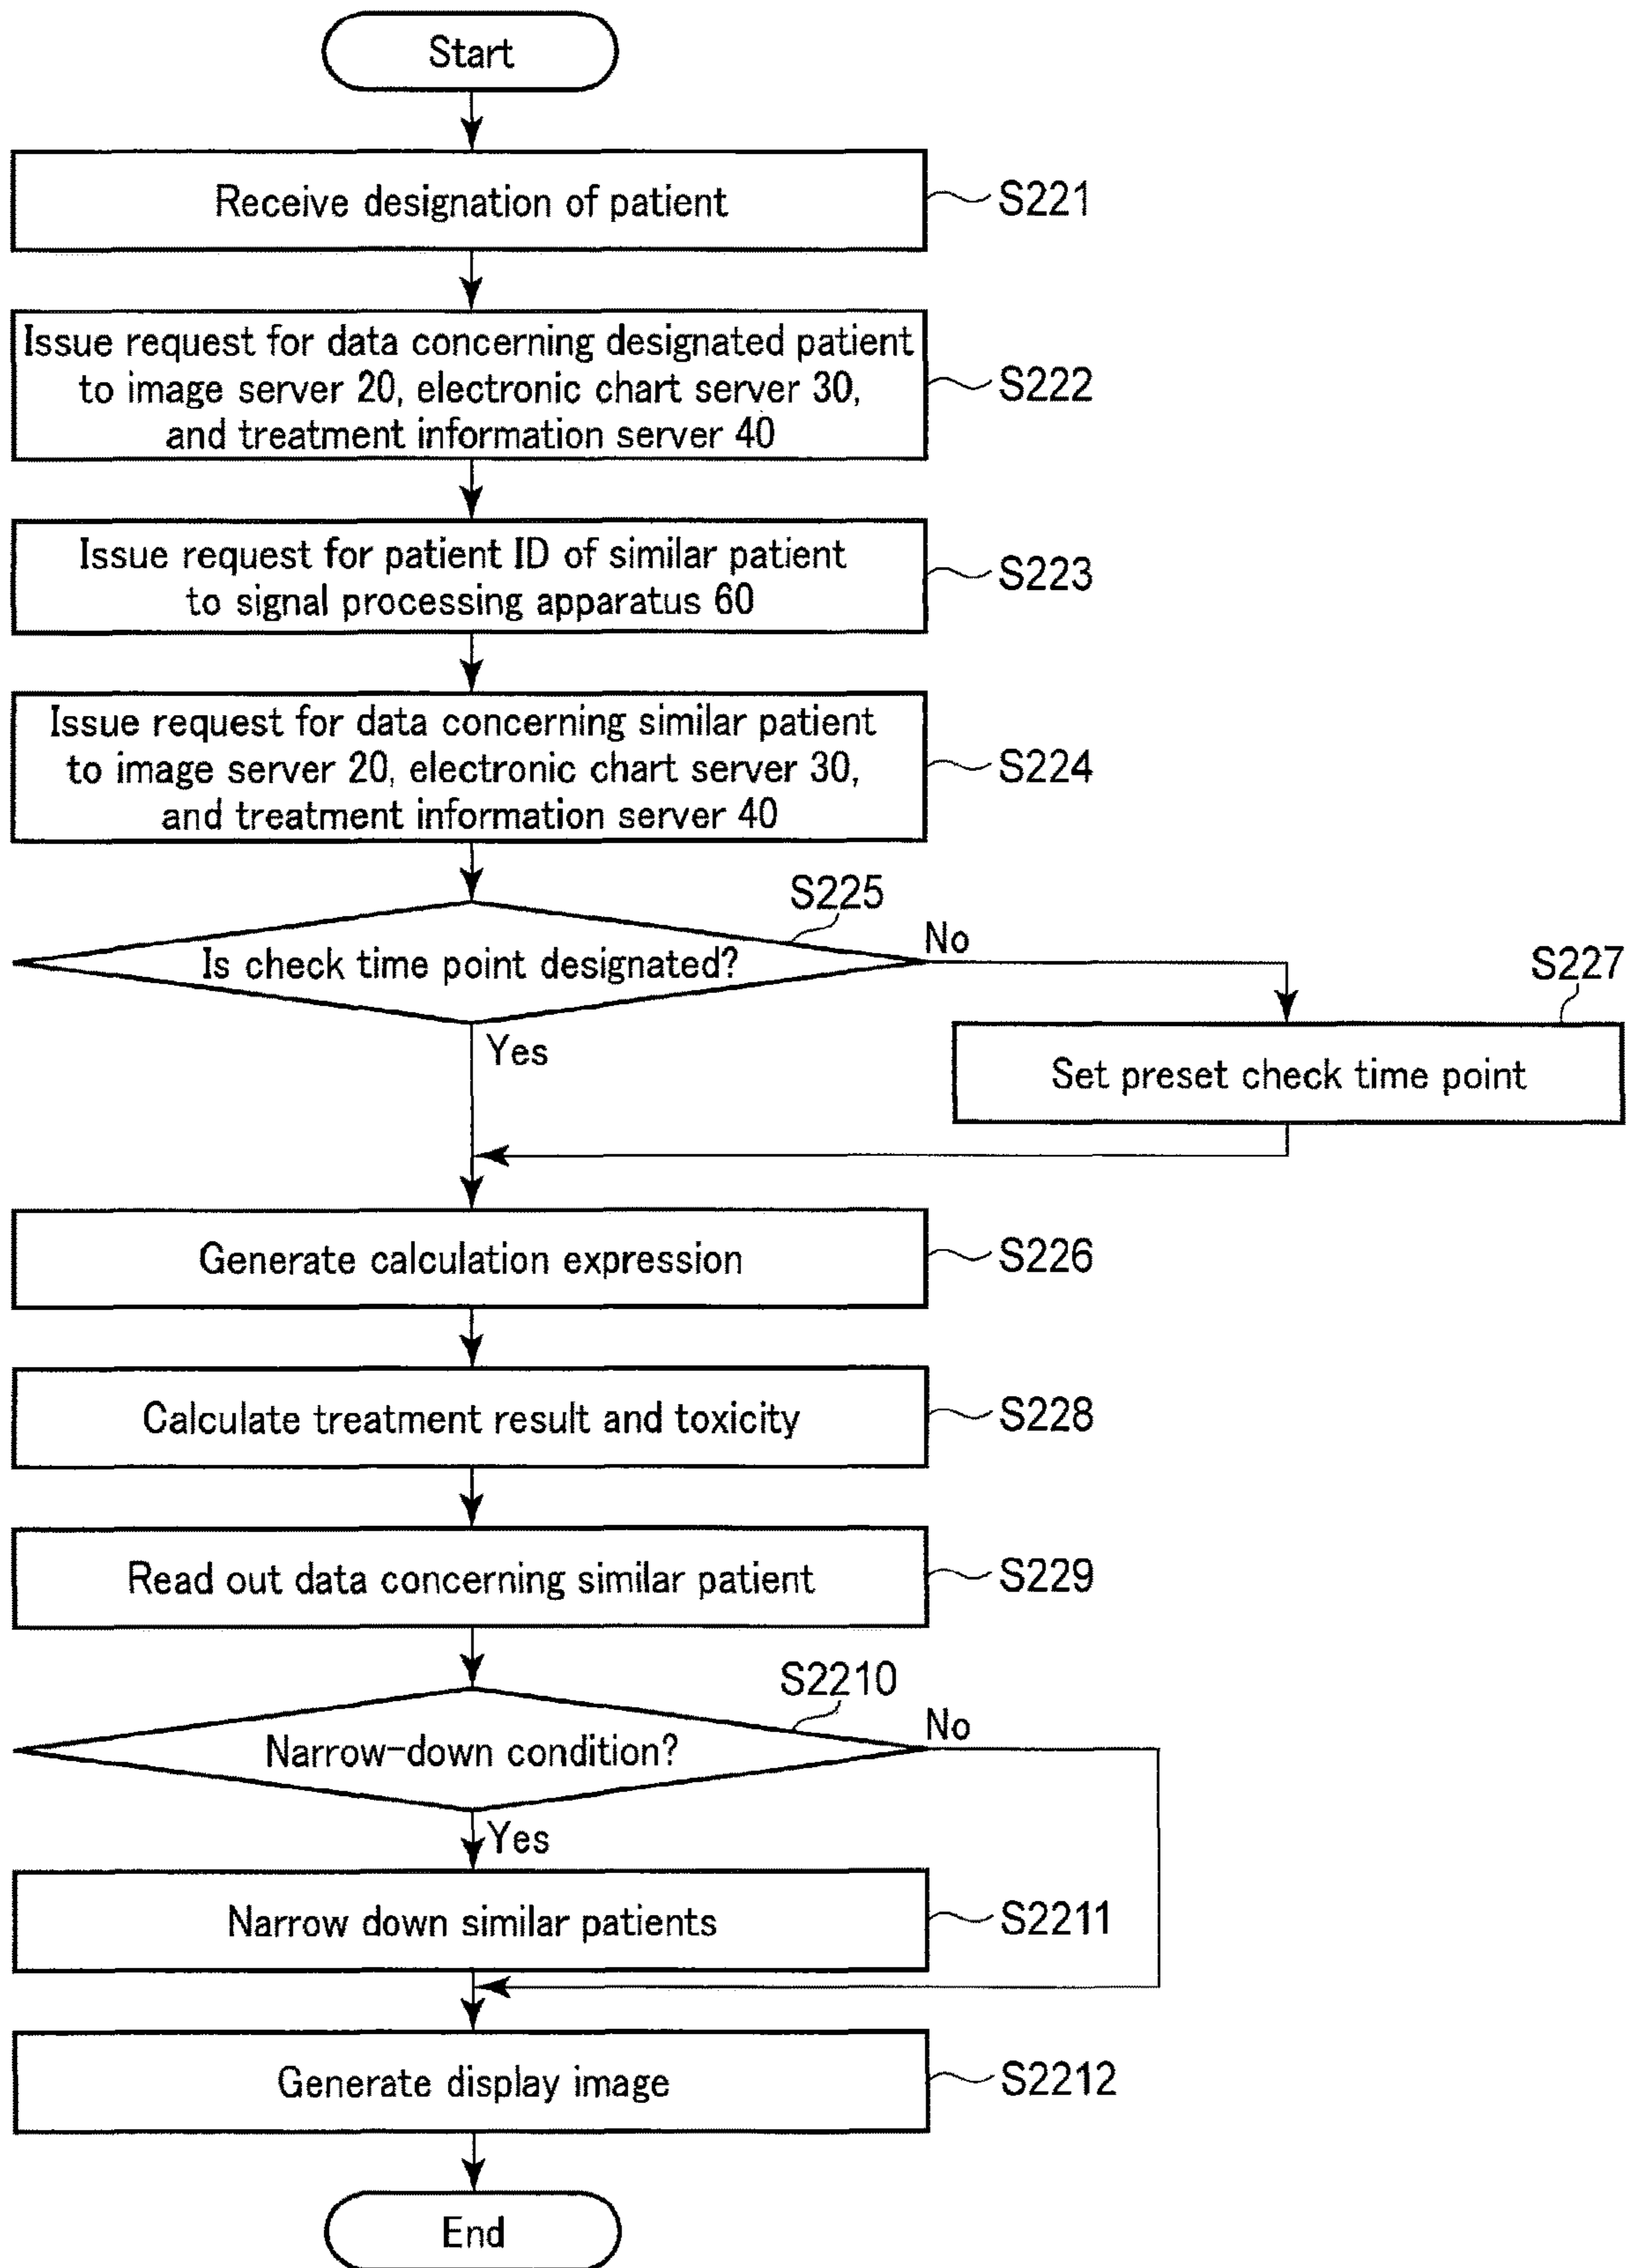 Start
Receive designation of patient
S221
Issue request for data concerning designated patient
to image server 20, electronic chart server 30,
and treatment information server 40
S222
Issue request for patient ID of similar patient
to signal processing apparatus 60
S223
Issue request for data concerning similar patient
to image server 20, electronic chart server 30,
and treatment information server 40
S224
S225
Is check time point designated?
No
Yes
S227
Set preset check time point
Generate calculation expression
S226
Calculate treatment result and toxicity
S228
Read out data concerning similar patient
S229
S2210
Narrow-down condition?
No
Yes
Narrow down similar patients
S2211
Generate display image
S2212
End